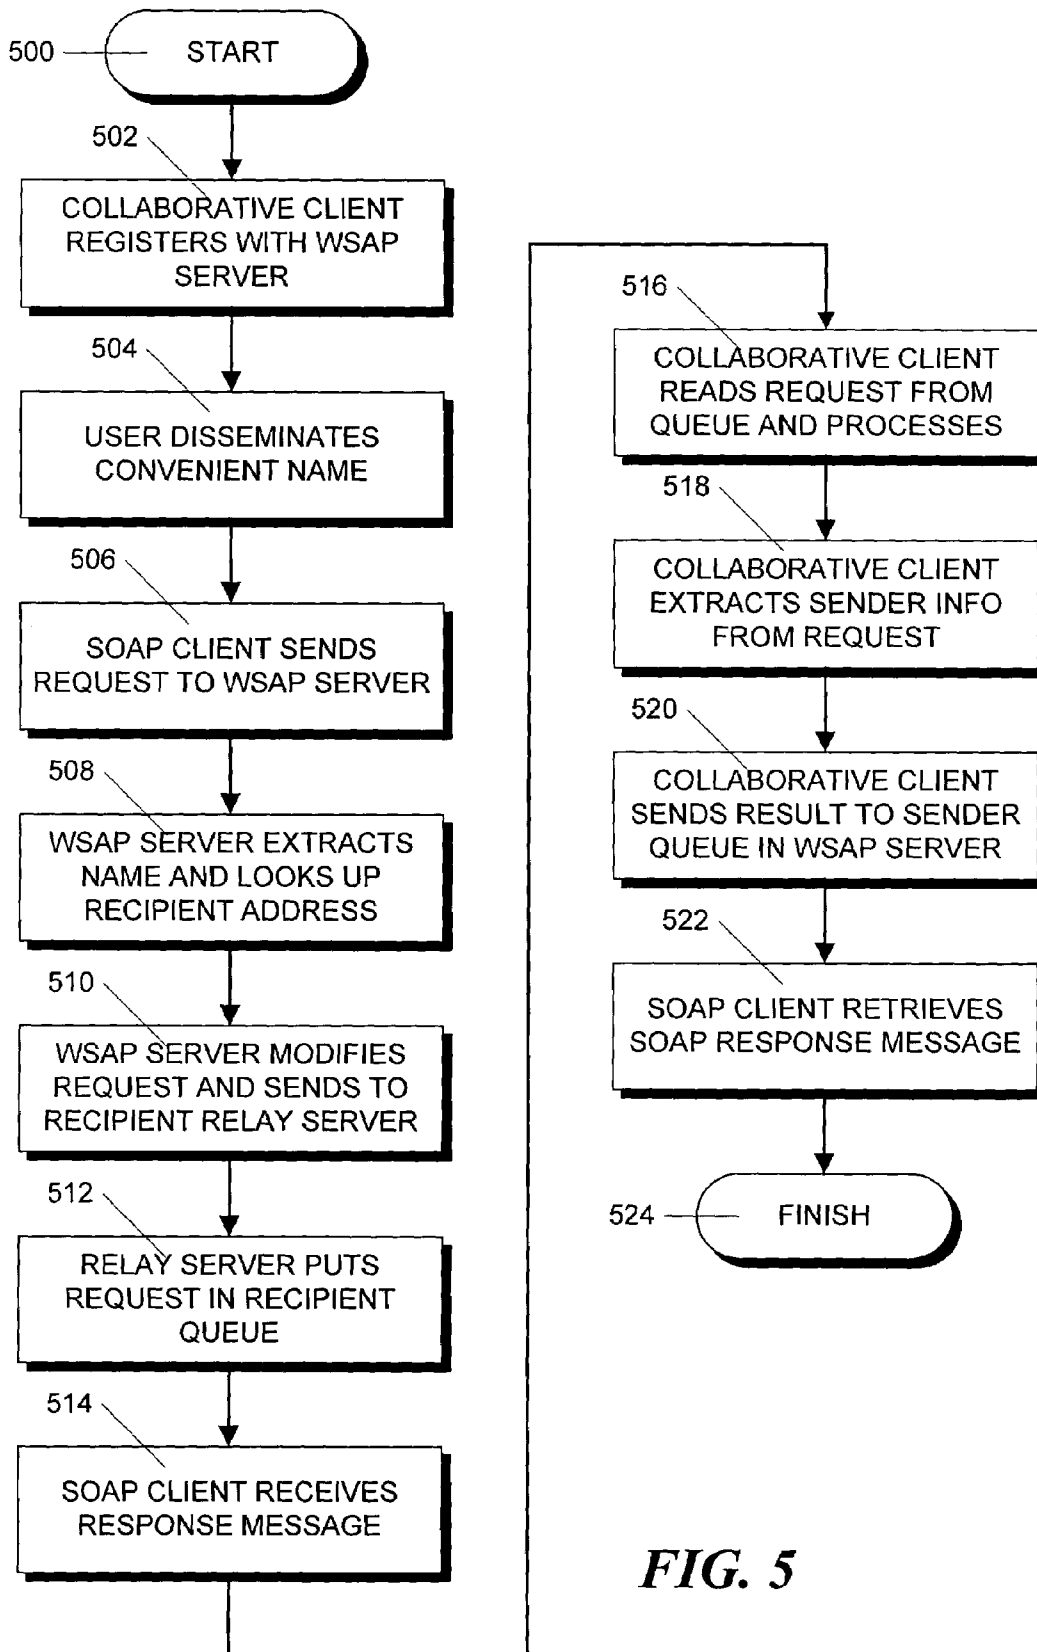 500
START
502
COLLABORATIVE CLIENT
REGISTERS WITH WSAP
SERVER
504
USER DISSEMINATES
CONVENIENT NAME
506
SOAP CLIENT SENDS
REQUEST TO WSAP SERVER
508
WSAP SERVER EXTRACTS
NAME AND LOOKS UP
RECIPIENT ADDRESS
510
WSAP SERVER MODIFIES
REQUEST AND SENDS TO
RECIPIENT RELAY SERVER
512
RELAY SERVER PUTS
REQUEST IN RECIPIENT
QUEUE
514
SOAP CLIENT RECEIVES
RESPONSE MESSAGE
516
COLLABORATIVE CLIENT
READS REQUEST FROM
QUEUE AND PROCESSES
518
COLLABORATIVE CLIENT
EXTRACTS SENDER INFO
FROM REQUEST
520
COLLABORATIVE CLIENT
SENDS RESULT TO SENDER
QUEUE IN WSAP SERVER
522
SOAP CLIENT RETRIEVES
SOAP RESPONSE MESSAGE
524
FINISH
FIG. 5